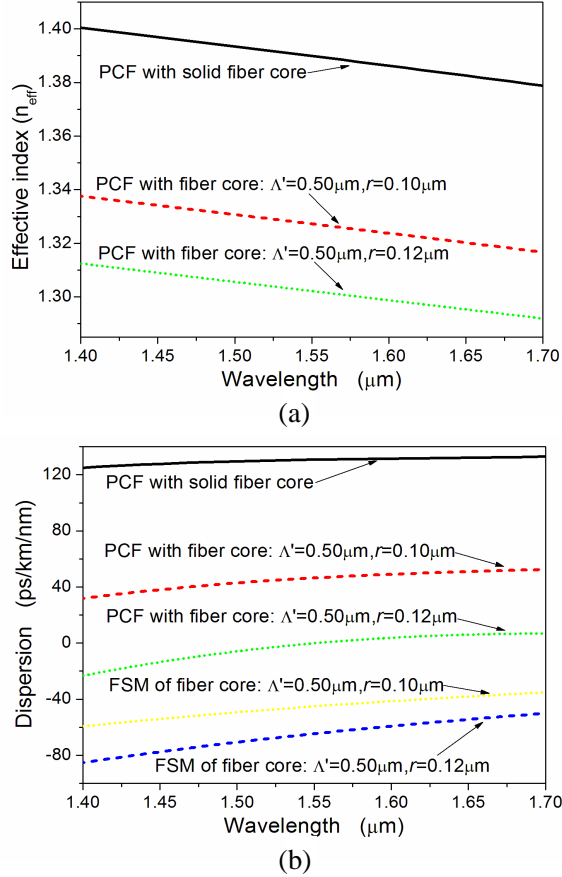 1.40
PCF with solid fiber core
1.38
Effective index (neff)
1.34
PCF with fiber core: Λ'=0.50μm,r=0.10μm
1.32
PCF with fiber core: Λ'=0.50μm,r=0.12μm
1.30
1.40 1.45 1.50 1.55 1.60 1.65 1.70
Wavelength (μm)
(a)
120
PCF with solid fiber core
80
Dispersion (ps/km/nm)
PCF with fiber core: Λ'=0.50μm,r=0.10μm
40
PCF with fiber core: Λ'=0.50μm,r=0.12μm
0
FSM of fiber core: Λ'=0.50μm,r=0.10μm
-40
-80
FSM of fiber core: Λ'=0.50μm,r=0.12μm
1.40 1.45 1.50 1.55 1.60 1.65 1.70
Wavelength (μm)
(b)